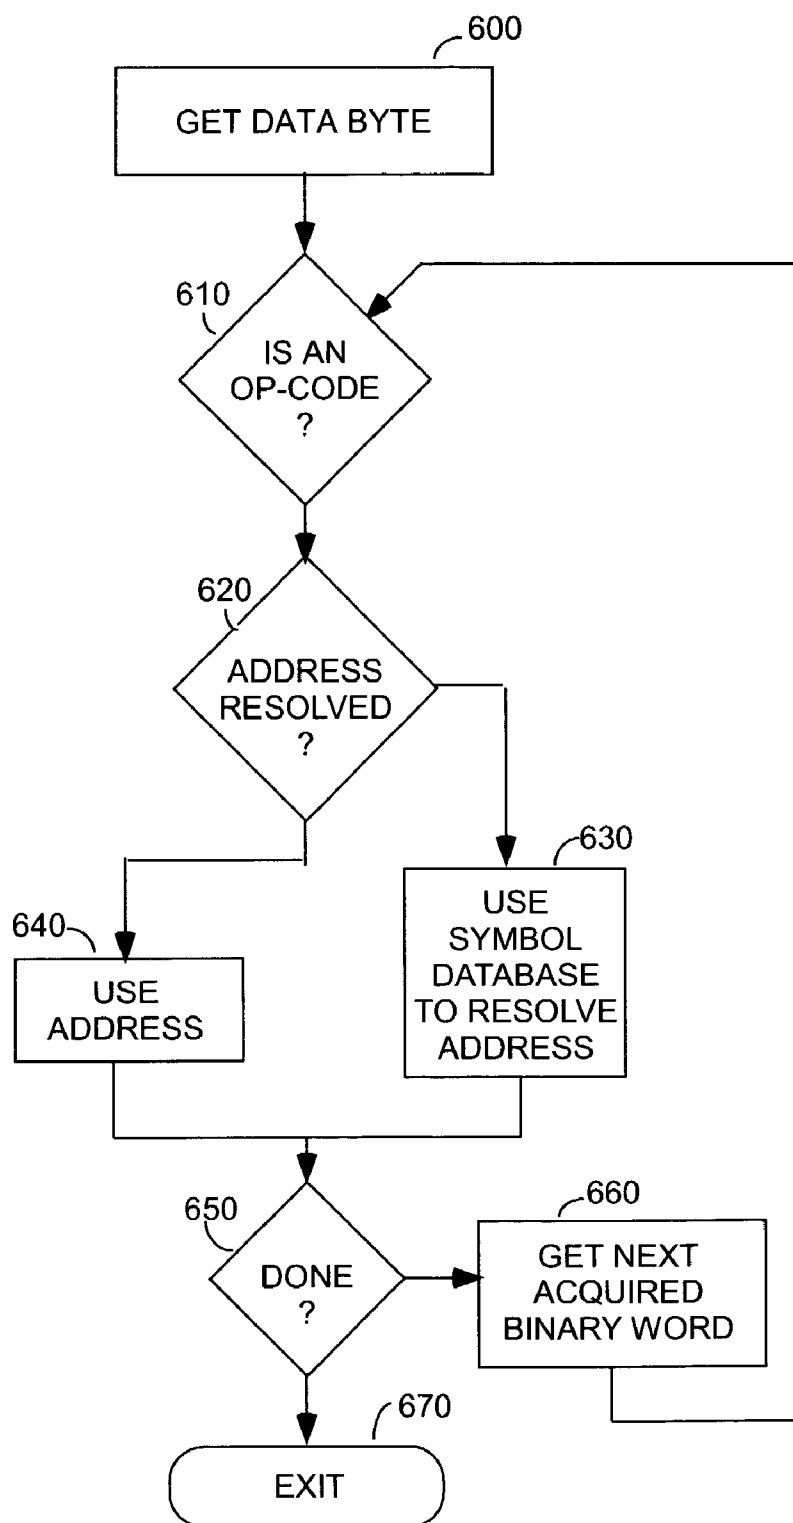 600
GET DATA BYTE
610
IS AN
OP-CODE
?
620
ADDRESS
RESOLVED
?
630
USE
SYMBOL
DATABASE
TO RESOLVE
ADDRESS
640
USE
ADDRESS
650
DONE
?
660
GET NEXT
ACQUIRED
BINARY WORD
670
EXIT